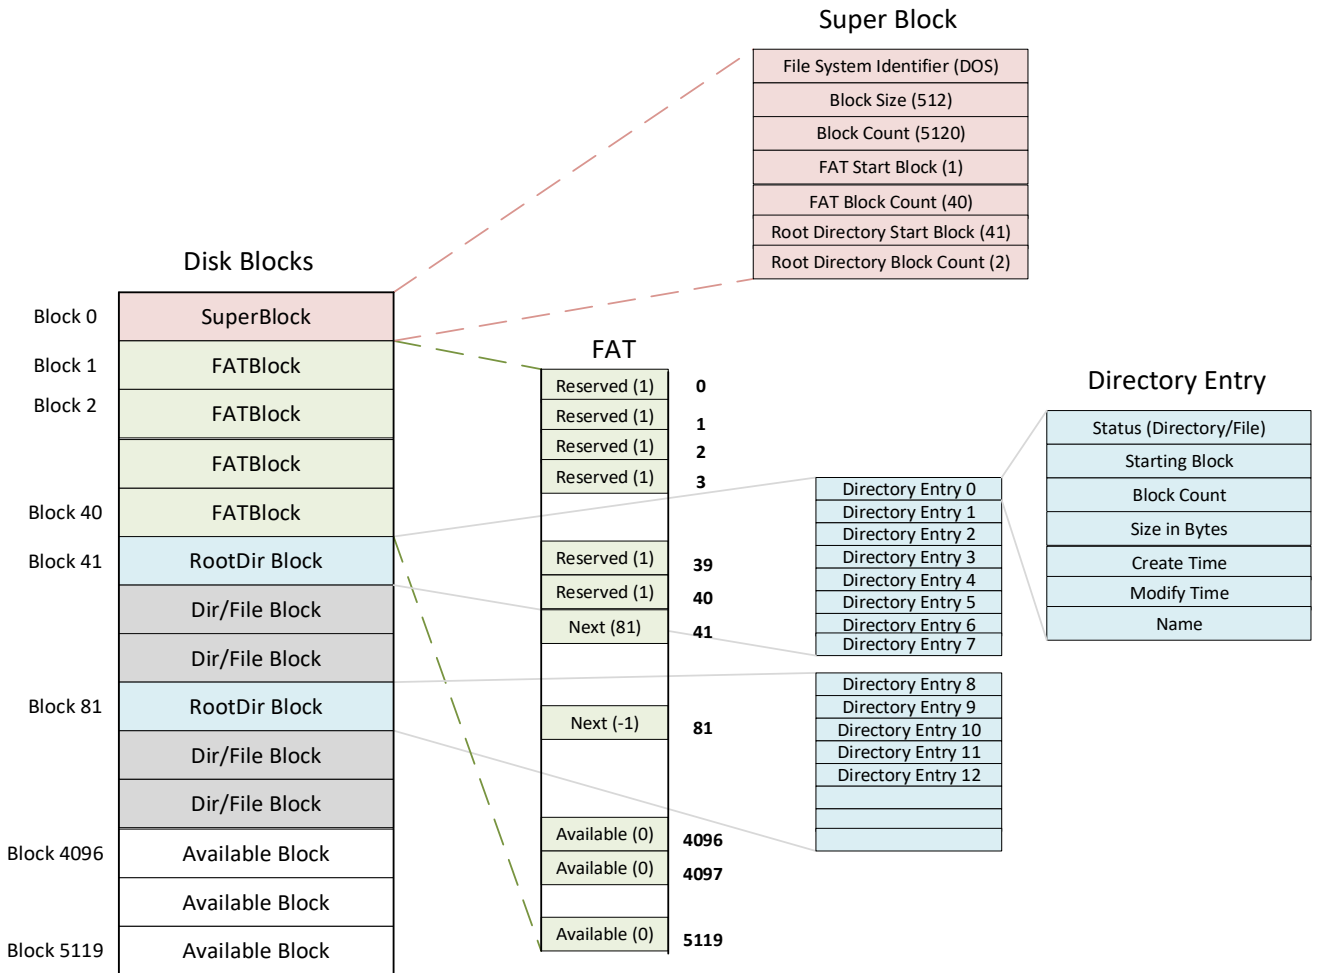 Super Block
File System Identifier (DOS)
Block Size (512)
Block Count (5120)
FAT Start Block (1)
FAT Block Count (40)
Root Directory Start Block (41)
Root Directory Block Count (2)
Disk Blocks
Block 0
SuperBlock
Block 1
FATBlock
Block 2
FATBlock
FATBlock
Block 40
FATBlock
Block 41
RootDir Block
Dir/File Block
Dir/File Block
Block 81
RootDir Block
Dir/File Block
Dir/File Block
Block 4096
Available Block
Available Block
Block 5119
Available Block
FAT
Reserved (1)
0
Reserved (1)
1
Reserved (1)
2
Reserved (1)
3
Reserved (1)
39
Reserved (1)
40
Next (81)
41
Next (-1)
81
Available (0)
4096
Available (0)
4097
Available (0)
5119
Directory Entry 0
Directory Entry 1
Directory Entry 2
Directory Entry 3
Directory Entry 4
Directory Entry 5
Directory Entry 6
Directory Entry 7
Directory Entry 8
Directory Entry 9
Directory Entry 10
Directory Entry 11
Directory Entry 12
Directory Entry
Status (Directory/File)
Starting Block
Block Count
Size in Bytes
Create Time
Modify Time
Name